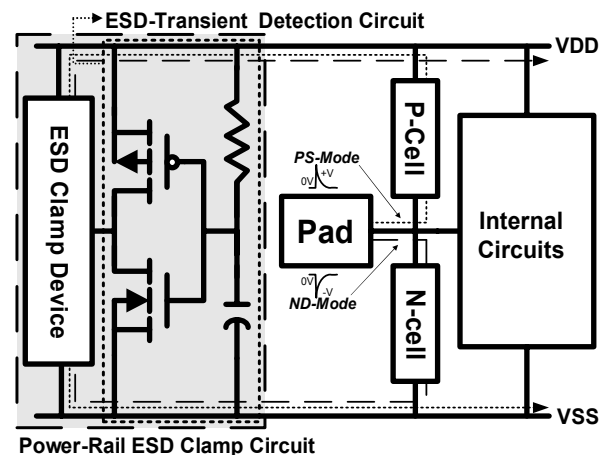 ESD-Transient Detection Circuit
VDD
ESD Clamp Device
P-Cell
PS-Mode
0V +V
Pad
Internal
Circuits
0V -V
ND-Mode
N-cell
VSS
Power-Rail ESD Clamp Circuit